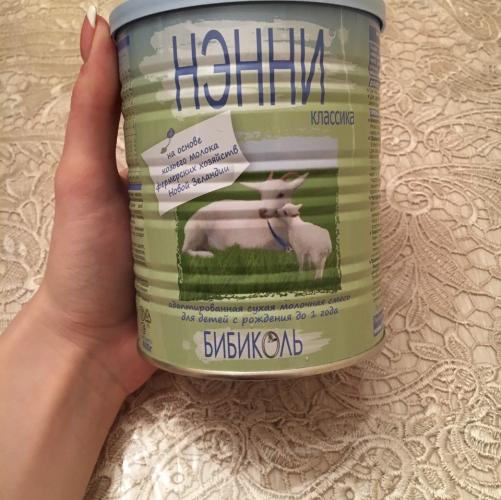 НЭННИ
классика
на основе
козьего молока
фермерских хозяйств
Новой Зеландии
адаптированная сухая молочная смесь
для детей с рождения до 1 года
БИБИКОЛЬ